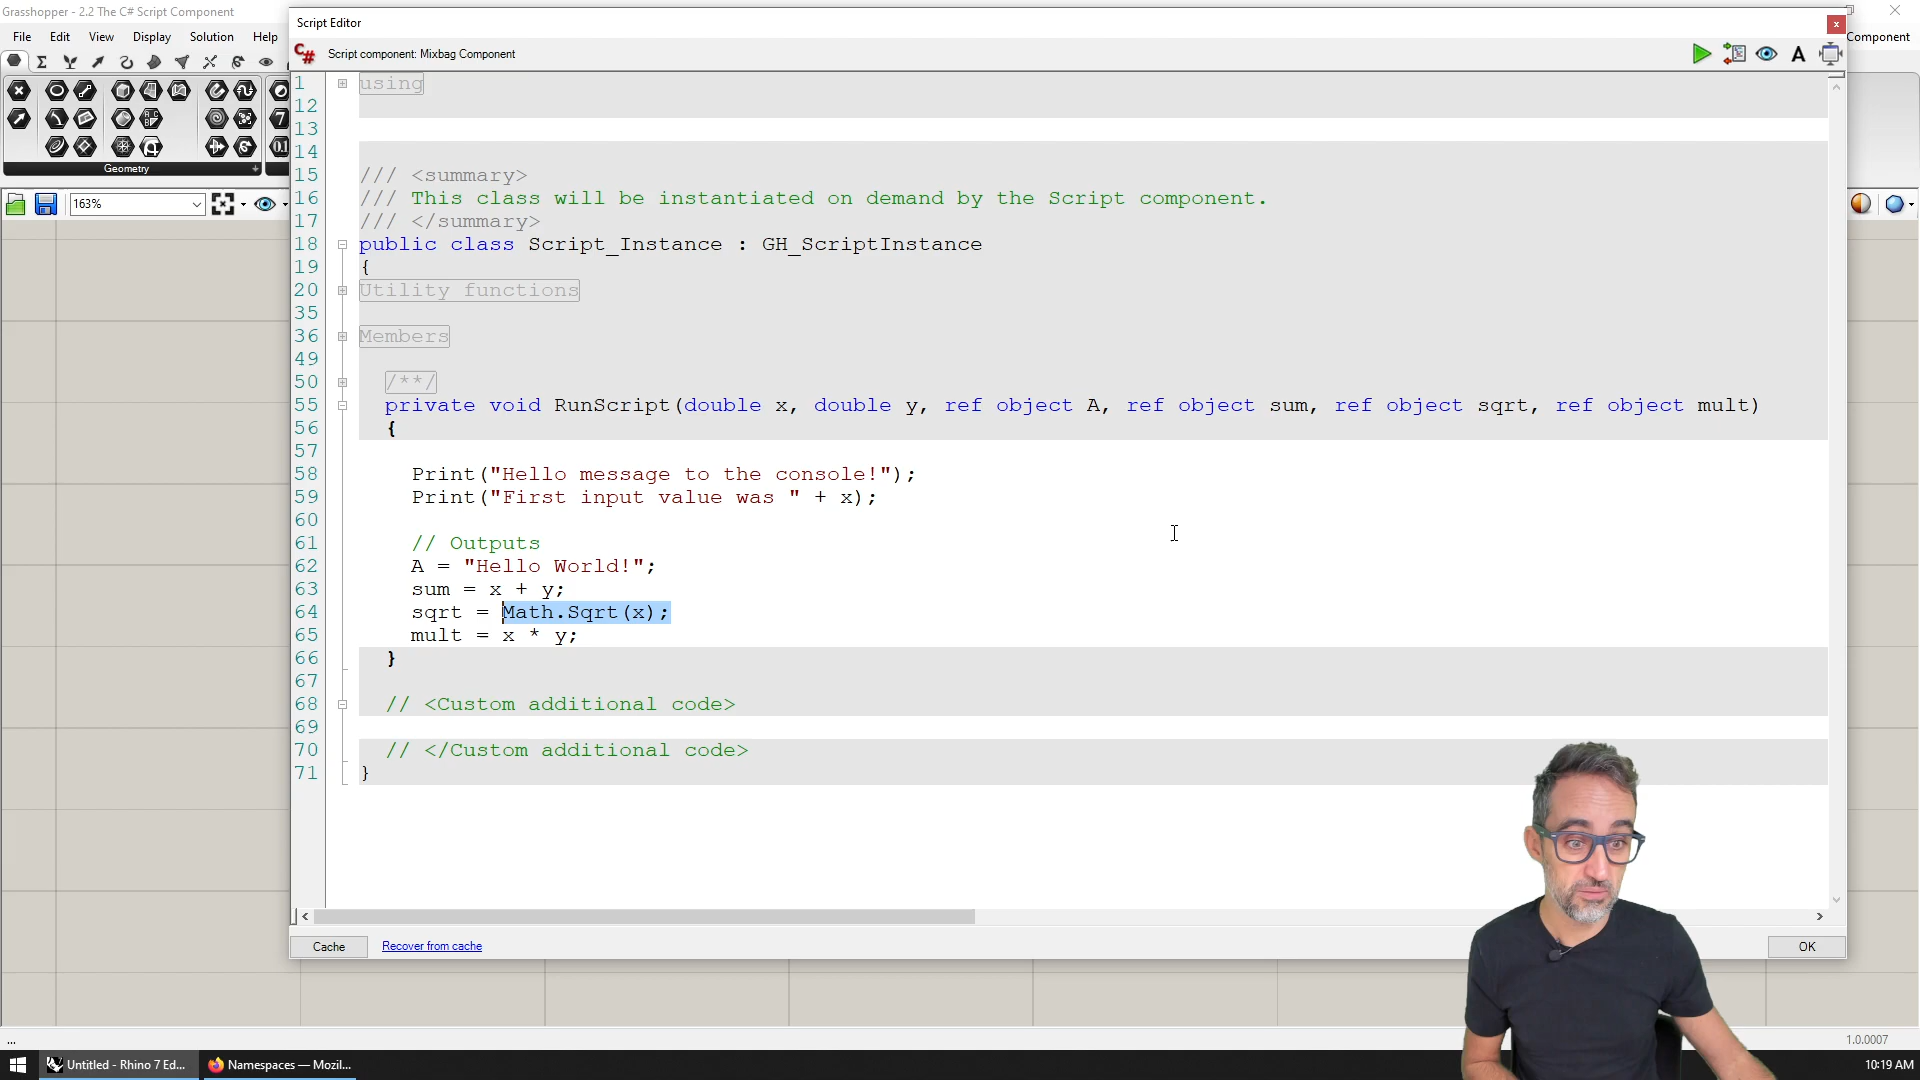 Grasshopper - 2.2 The C# Script Component
File Edit View Display Solution Help
Component
Geometry
163%
Script Editor
x
C# Script component: Mixbag Component
A
1 using
12
13
14
15 /// <summary>
16 /// This class will be instantiated on demand by the Script component.
17 /// </summary>
18 public class Script_Instance : GH_ScriptInstance
19 {
20 Utility functions
35
36 Members
49
50 /**/
55 private void RunScript(double x, double y, ref object A, ref object sum, ref object sqrt, ref object mult)
56 {
57
58 Print("Hello message to the console!");
59 Print("First input value was " + x);
60
61 // Outputs
62 A = "Hello World!";
63 sum = x + y;
64 sqrt = Math.Sqrt(x);
65 mult = x * y;
66 }
67
68 // <Custom additional code>
69
70 // </Custom additional code>
71 }
Cache Recover from cache OK
...
1.0.0007
Untitled - Rhino 7 Ed... Namespaces — Mozil... 10:19 AM